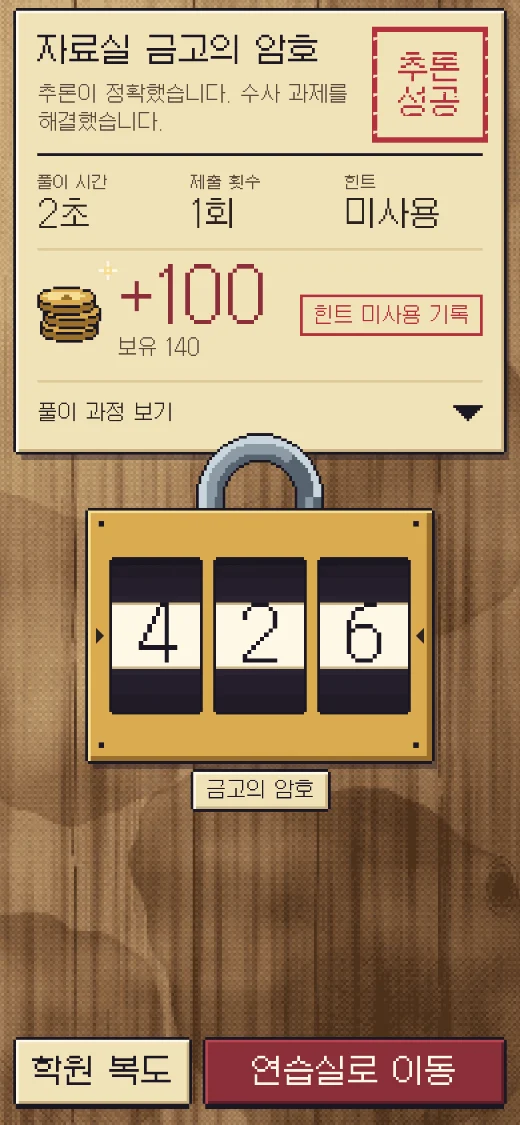 자료실 금고의 암호
추론이 정확했습니다. 수사 과제를
해결했습니다.
추론
성공
풀이 시간
2초
제출 횟수
1회
힌트
미사용
+100
보유 140
힌트 미사용 기록
풀이 과정 보기
4 2 6
금고의 암호
학원 복도
연습실로 이동